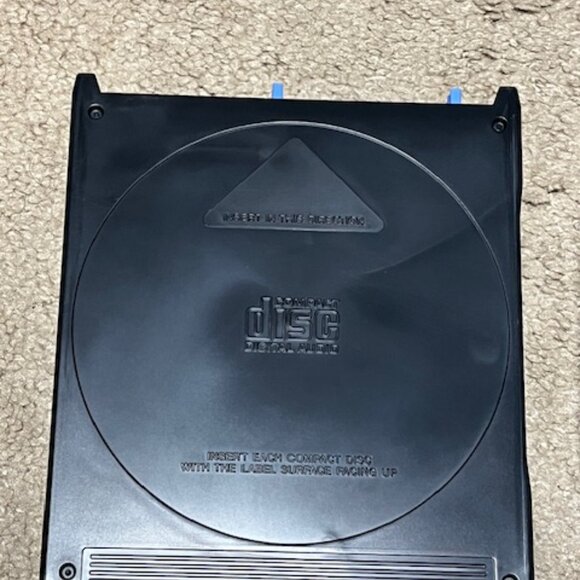 INSERT IN THIS DIRECTION
COMPACT
disc
DIGITAL AUDIO
INSERT EACH COMPACT DISC
WITH THE LABEL SURFACE FACING UP